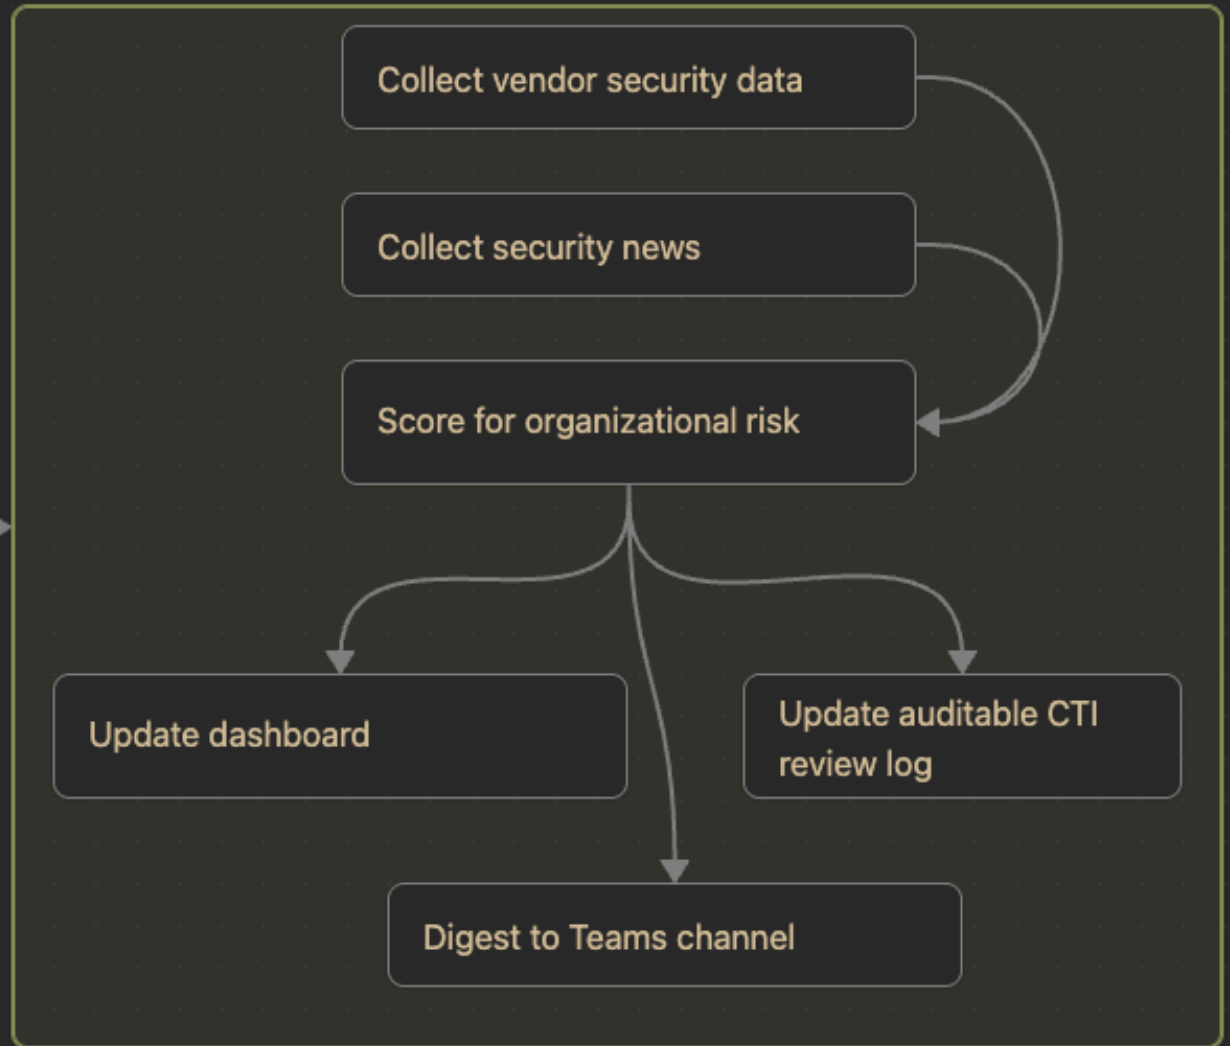 Collect vendor security data
Collect security news
Score for organizational risk
Update dashboard
Update auditable CTI
review log
Digest to Teams channel